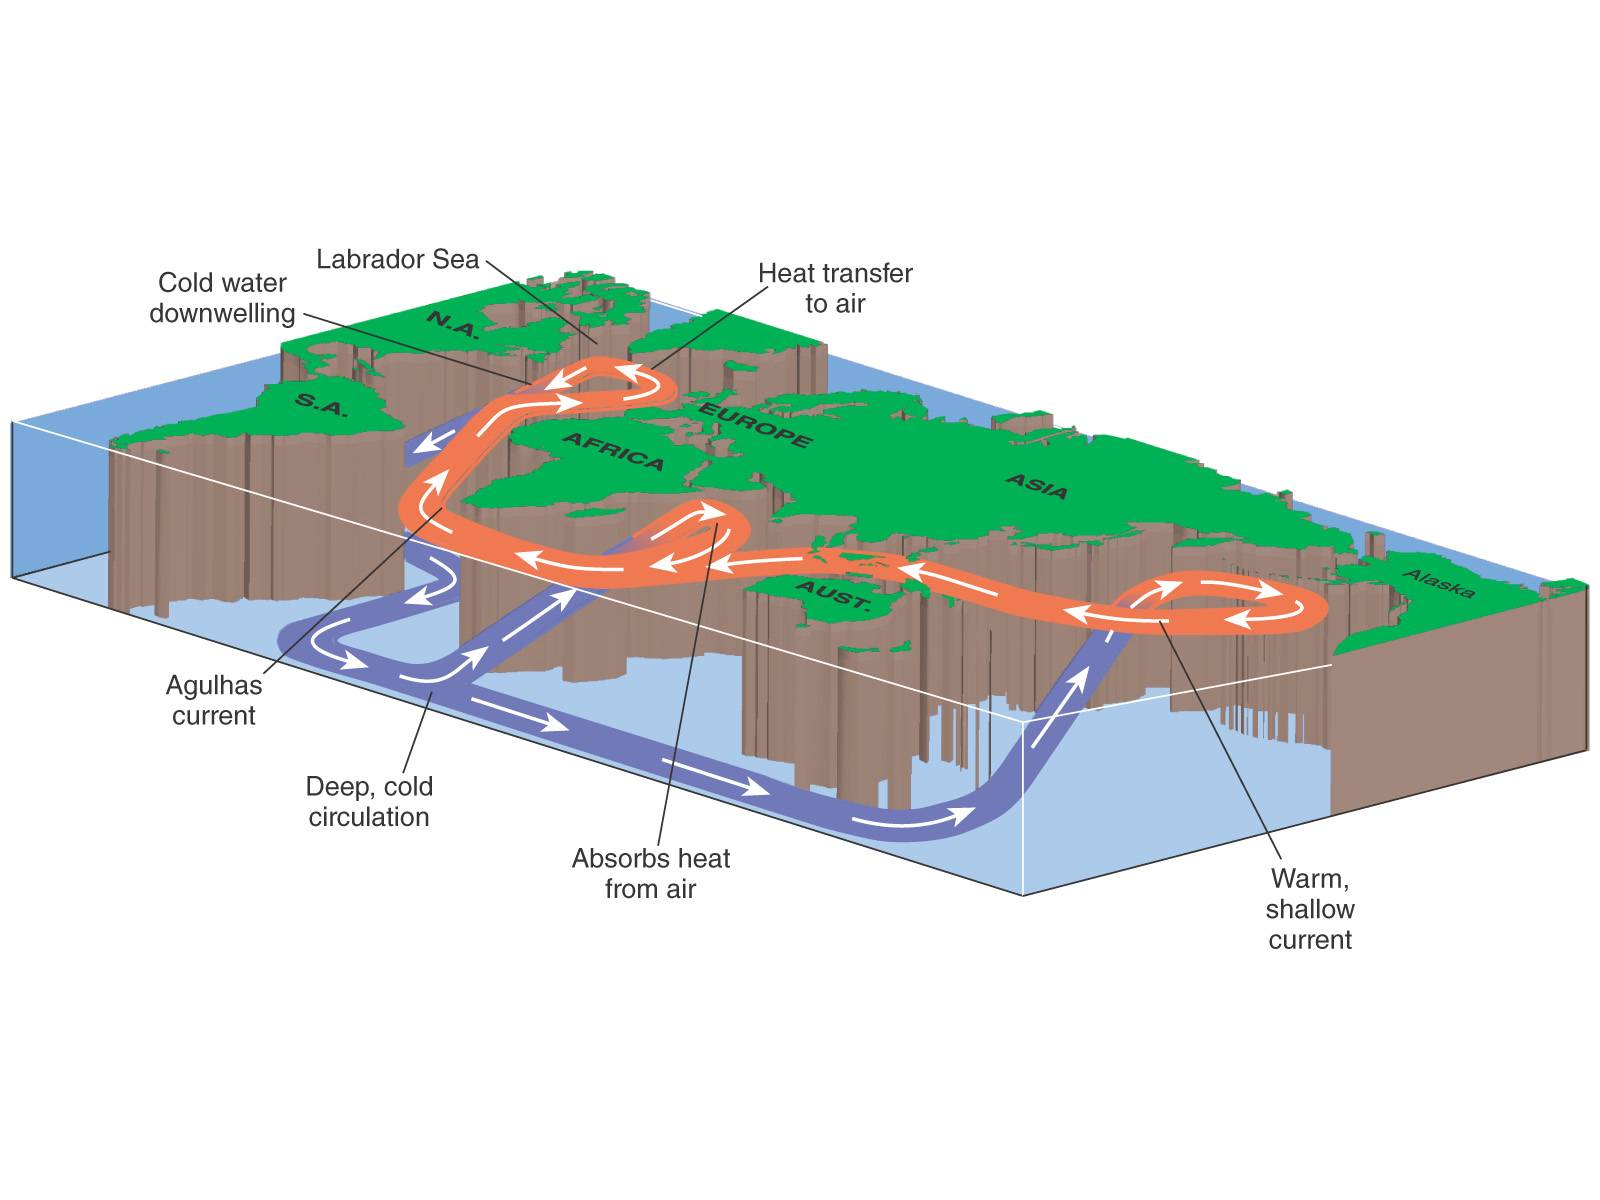 Labrador Sea
Cold water
downwelling
Heat transfer
to air
N.A.
S.A.
EUROPE
AFRICA
ASIA
AUST.
Alaska
Agulhas
current
Deep, cold
circulation
Absorbs heat
from air
Warm,
shallow
current